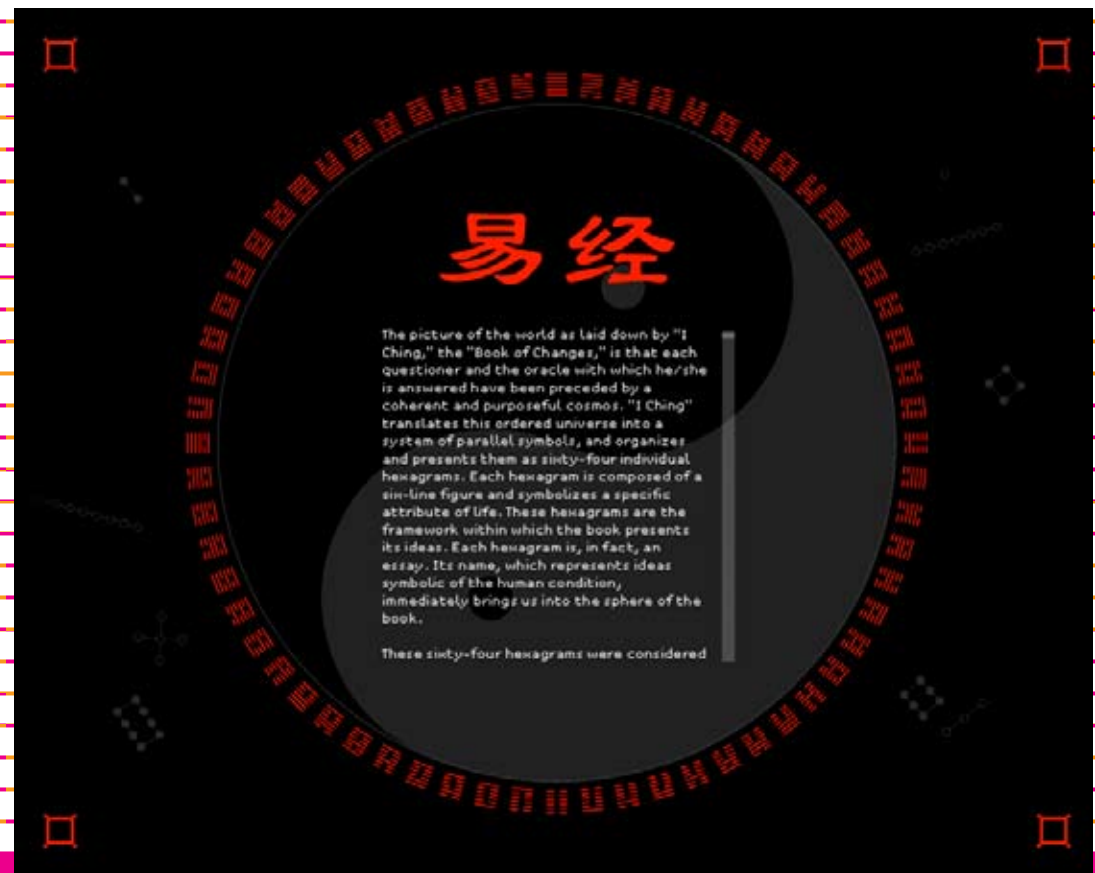 易经
The picture of the world as laid down by "I
Ching," the "Book of Changes," is that each
questioner and the oracle with which he/she
is answered have been preceded by a
coherent and purposeful cosmos. "I Ching"
translates this ordered universe into a
system of parallel symbols, and organizes
and presents them as sixty-four individual
hexagrams. Each hexagram is composed of a
six-line figure and symbolizes a specific
attribute of life. These hexagrams are the
framework within which the book presents
its ideas. Each hexagram is, in fact, an
essay. Its name, which represents ideas
symbolic of the human condition,
immediately brings us into the sphere of the
book.
These sixty-four hexagrams were considered